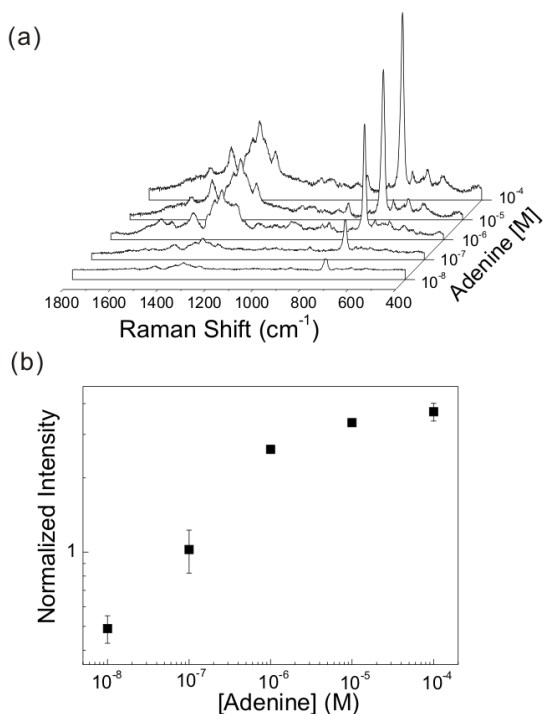 (a)
10⁻⁴
10⁻⁵
10⁻⁶
10⁻⁷
10⁻⁸
Adenine [M]
1800 1600 1400 1200 1000 800 600 400
Raman Shift (cm⁻¹)
(b)
Normalized Intensity
1
10⁻⁸ 10⁻⁷ 10⁻⁶ 10⁻⁵ 10⁻⁴
[Adenine] (M)